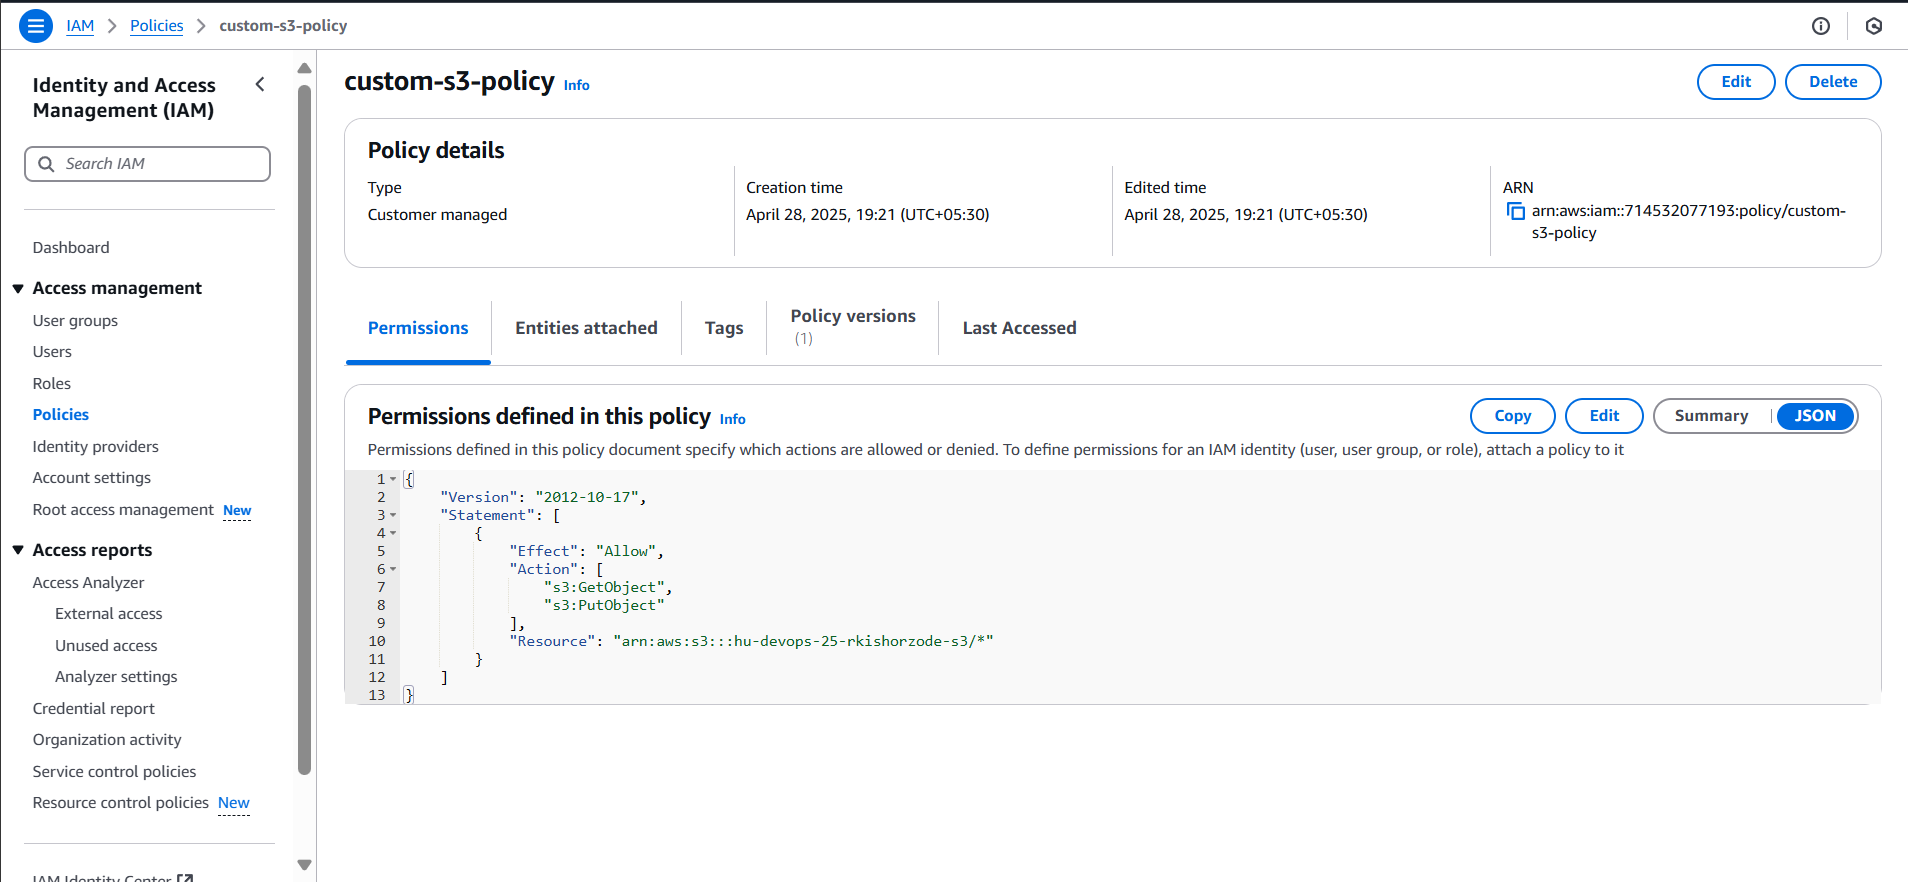 IAM > Policies > custom-s3-policy
Identity and Access
Management (IAM)
Search IAM
Dashboard
Access management
User groups
Users
Roles
Policies
Identity providers
Account settings
Root access management New
Access reports
Access Analyzer
External access
Unused access
Analyzer settings
Credential report
Organization activity
Service control policies
Resource control policies New
IAM Identity Center
custom-s3-policy Info
Edit
Delete
Policy details
Type
Customer managed
Creation time
April 28, 2025, 19:21 (UTC+05:30)
Edited time
April 28, 2025, 19:21 (UTC+05:30)
ARN
arn:aws:iam::714532077193:policy/custom-
s3-policy
Permissions
Entities attached
Tags
Policy versions
(1)
Last Accessed
Permissions defined in this policy Info
Copy
Edit
Summary
JSON
Permissions defined in this policy document specify which actions are allowed or denied. To define permissions for an IAM identity (user, user group, or role), attach a policy to it
1 {
2     "Version": "2012-10-17",
3     "Statement": [
4         {
5             "Effect": "Allow",
6             "Action": [
7                 "s3:GetObject",
8                 "s3:PutObject"
9             ],
10             "Resource": "arn:aws:s3:::hu-devops-25-rkishorzode-s3/*"
11         }
12     ]
13 }